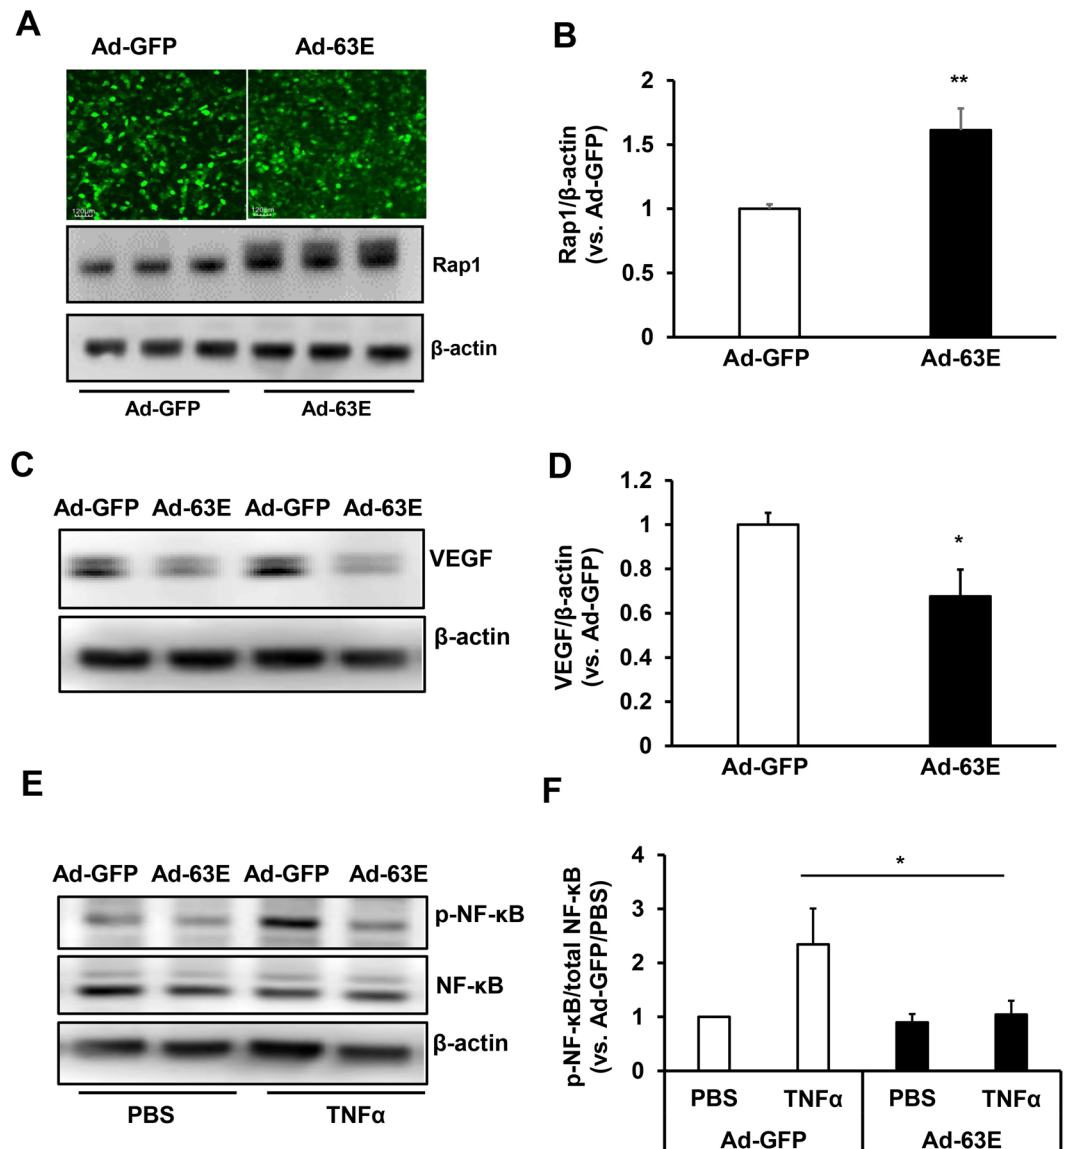 A
Ad-GFP Ad-63E
120μm 120μm
Rap1
β-actin
Ad-GFP Ad-63E
B
Rap1/β-actin
(vs. Ad-GFP)
2
1.5
1
0.5
0
**
Ad-GFP Ad-63E
C
Ad-GFP Ad-63E Ad-GFP Ad-63E
VEGF
β-actin
D
VEGF/β-actin
(vs. Ad-GFP)
1.2
1
0.8
0.6
0.4
0.2
0
*
Ad-GFP Ad-63E
E
Ad-GFP Ad-63E Ad-GFP Ad-63E
p-NF-κB
NF-κB
β-actin
PBS TNFα
F
p-NF-κB/total NF-κB
(vs. Ad-GFP/PBS)
4
3
2
1
0
*
PBS TNFα PBS TNFα
Ad-GFP Ad-63E